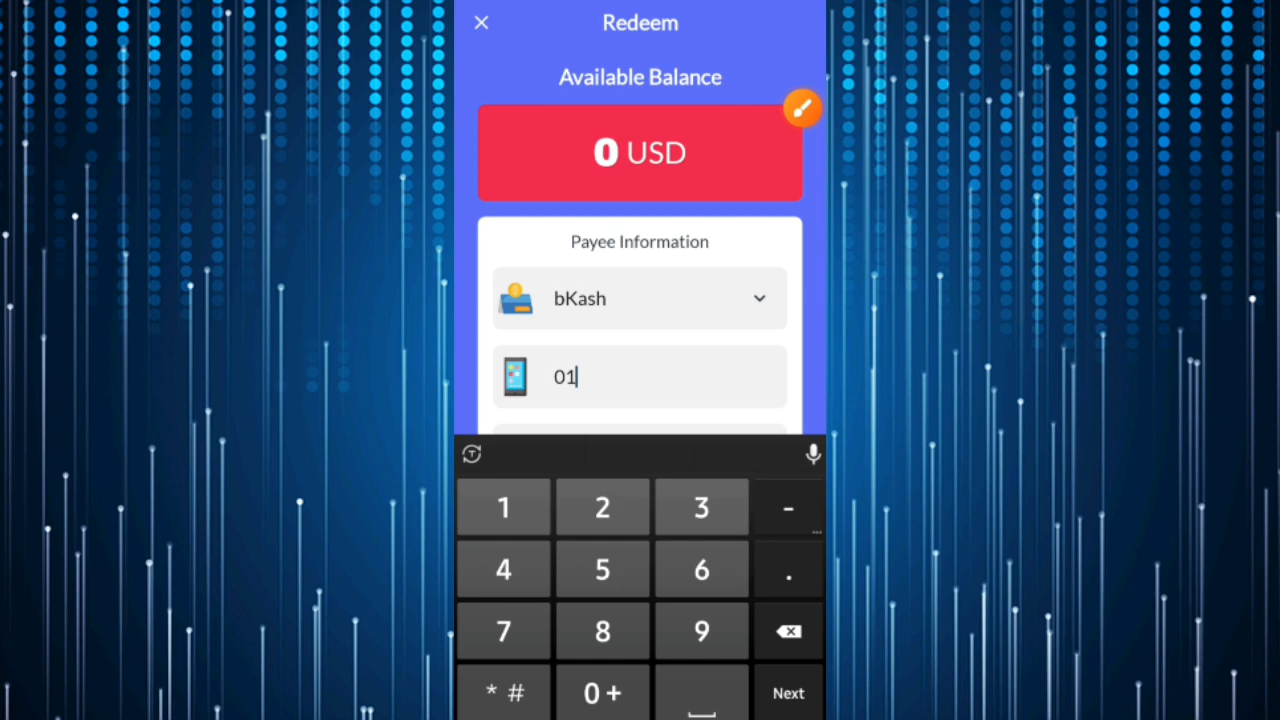 Redeem
Available Balance
0 USD
Payee Information
bKash
01
1 2 3 -
...
4 5 6 .
7 8 9
* # 0 + Next